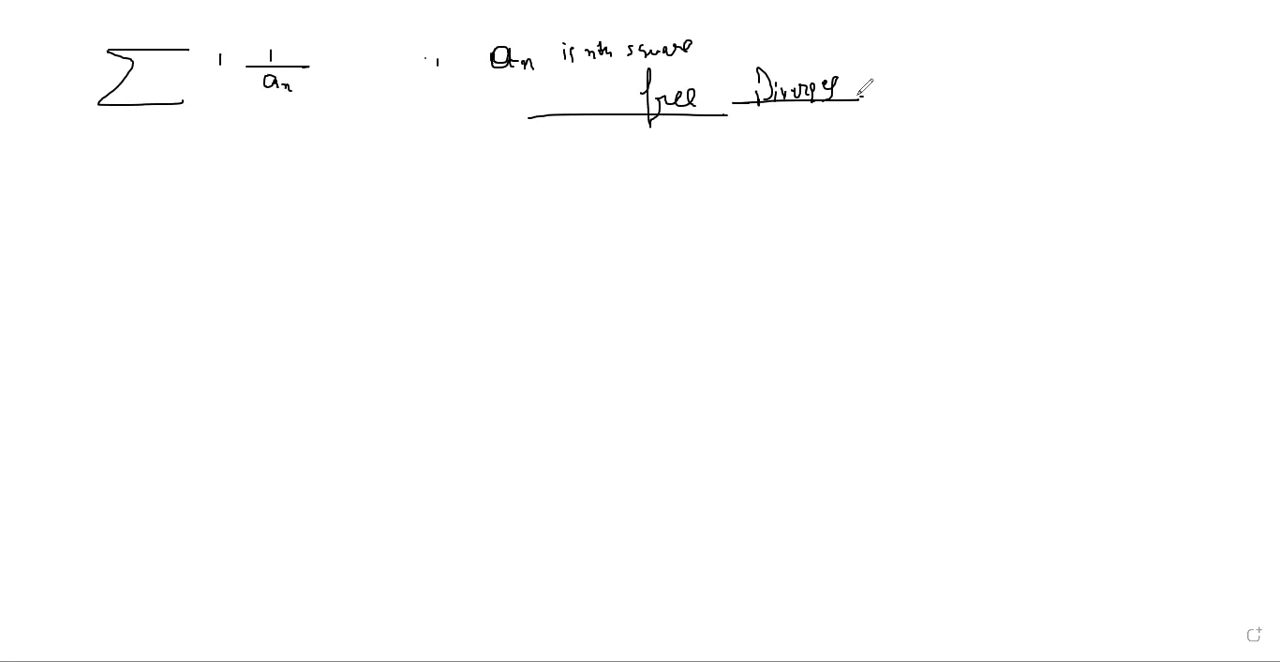 ∑ 1/aₙ , aₙ is nth square
free Diverges